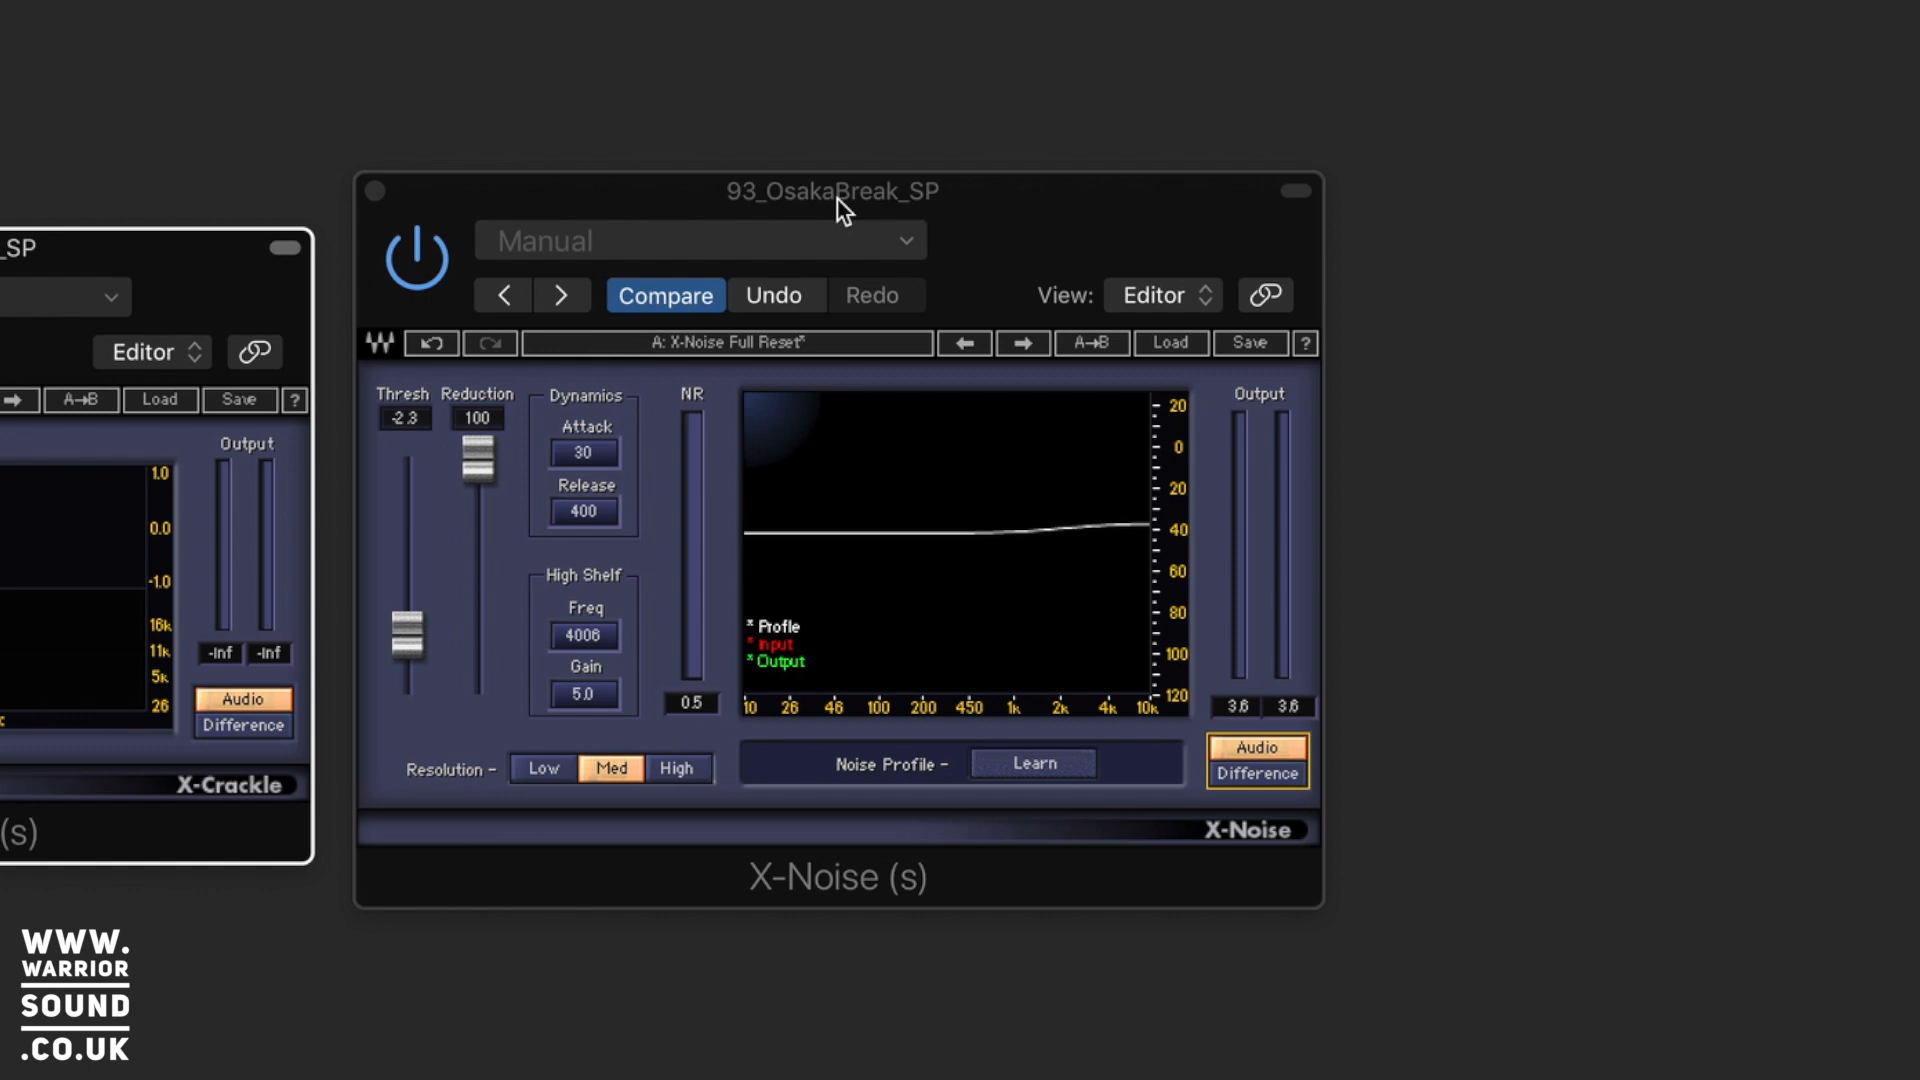 _SP
Editor
A→B Load Save ?
Output
1.0
0.0
-1.0
16k
11k
5k
26
-Inf -Inf
Audio
Difference
X-Crackle
(s)
93_OsakaBreak_SP
Manual
Compare Undo Redo View: Editor
A: X-Noise Full Reset* A→B Load Save ?
Thresh Reduction
-2.3 100
Dynamics
Attack
30
Release
400
High Shelf
Freq
4006
Gain
5.0
NR
0.5
20
0
20
40
60
80
100
120
* Profile
* Input
* Output
10 26 46 100 200 450 1k 2k 4k 10k
Output
3.6 3.6
Resolution - Low Med High
Noise Profile - Learn
Audio
Difference
X-Noise
X-Noise (s)
WWW.
WARRIOR
SOUND
.CO.UK